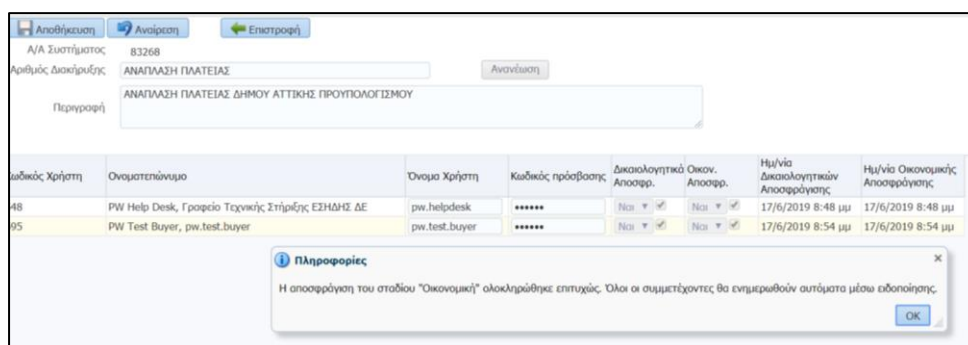 Αποθήκευση Αναίρεση Επιστροφή
Α/Α Συστήματος 83268
Αριθμός Διακήρυξης ΑΝΑΠΛΑΣΗ ΠΛΑΤΕΙΑΣ Ανανέωση
Περιγραφή ΑΝΑΠΛΑΣΗ ΠΛΑΤΕΙΑΣ ΔΗΜΟΥ ΑΤΤΙΚΗΣ ΠΡΟΥΠΟΛΟΓΙΣΜΟΥ
ωδικός Χρήστη Ονοματεπώνυμο Όνομα Χρήστη Κωδικός πρόσβασης Δικαιολογητικά Αποσφρ. Οικον. Αποσφρ. Ημ/νία Δικαιολογητικών Αποσφράγισης Ημ/νία Οικονομικής Αποσφράγισης
48 PW Help Desk, Γραφείο Τεχνικής Στήριξης ΕΣΗΔΗΣ ΔΕ pw.helpdesk •••••• Ναι Ναι 17/6/2019 8:48 μμ 17/6/2019 8:48 μμ
95 PW Test Buyer, pw.test.buyer pw.test.buyer •••••• Ναι Ναι 17/6/2019 8:54 μμ 17/6/2019 8:54 μμ
Πληροφορίες
Η αποσφράγιση του σταδίου "Οικονομική" ολοκληρώθηκε επιτυχώς. Όλοι οι συμμετέχοντες θα ενημερωθούν αυτόματα μέσω ειδοποίησης.
OK